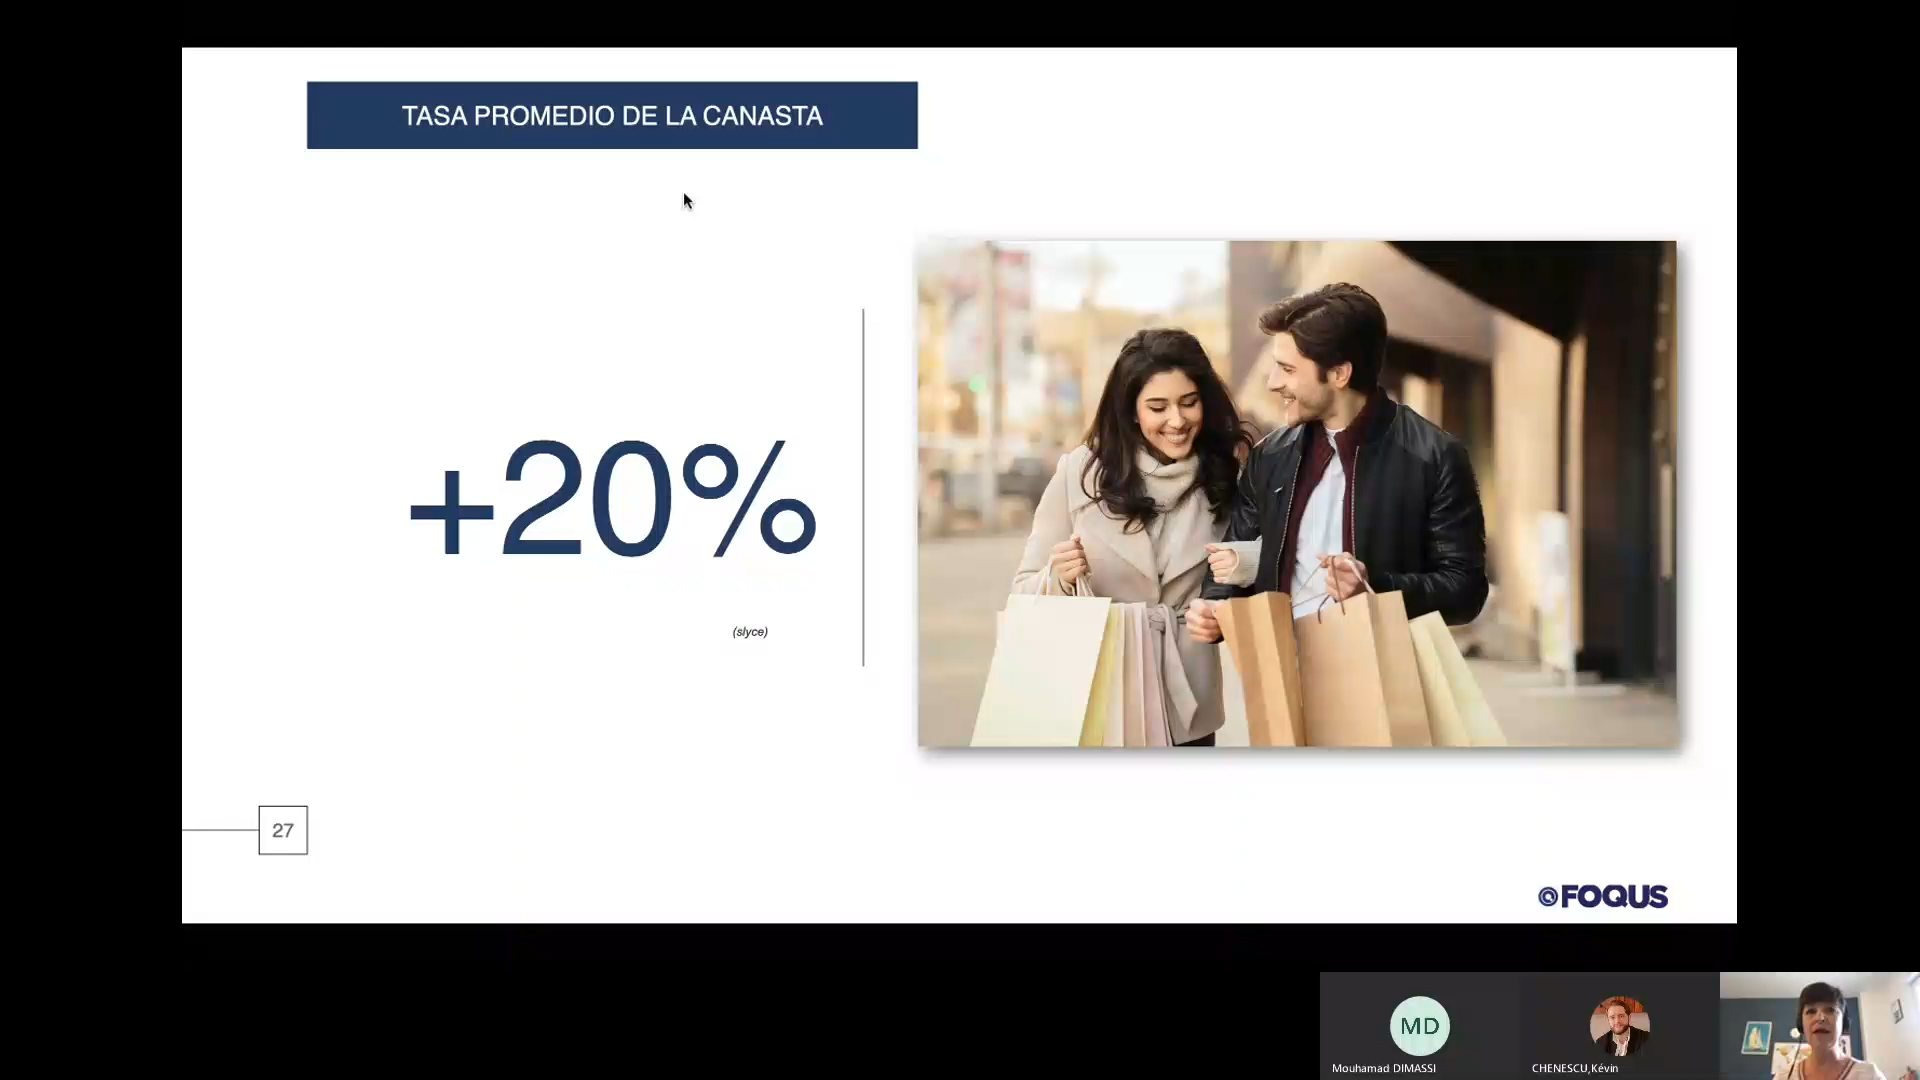 TASA PROMEDIO DE LA CANASTA
+20%
(slyce)
27
FOQUS
MD
Mouhamad DIMASSI
CHENESCU,Kévin